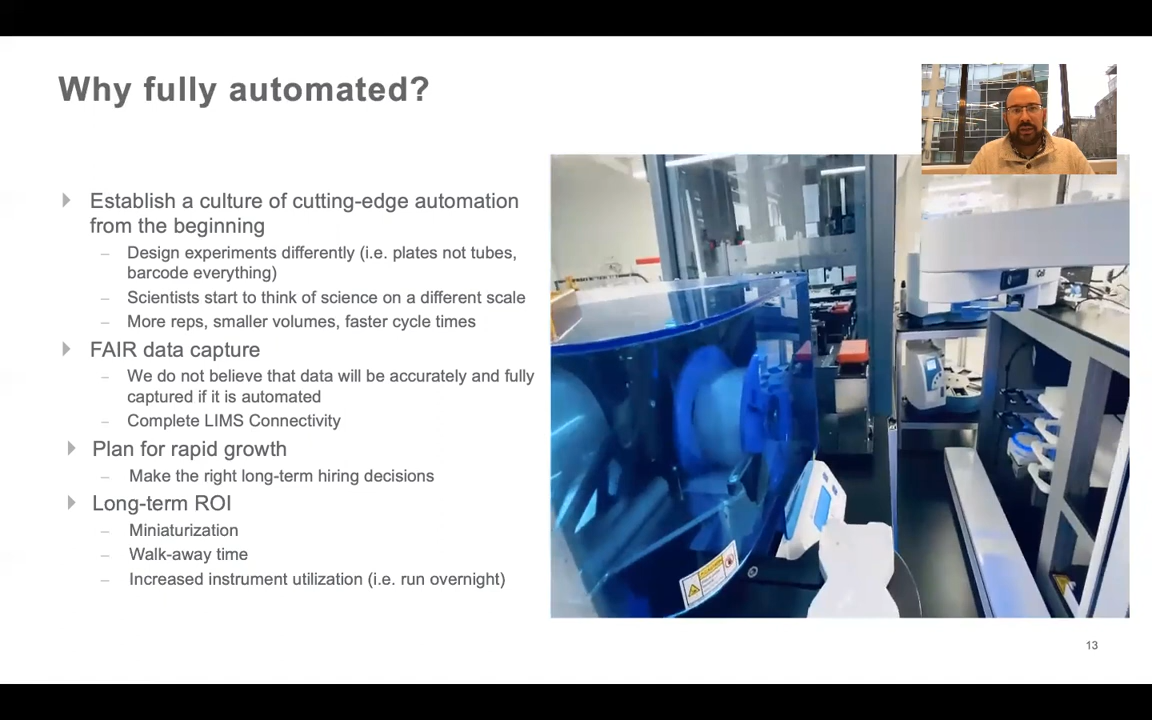 Why fully automated?
Establish a culture of cutting-edge automation
from the beginning
– Design experiments differently (i.e. plates not tubes,
barcode everything)
– Scientists start to think of science on a different scale
– More reps, smaller volumes, faster cycle times
FAIR data capture
– We do not believe that data will be accurately and fully
captured if it is automated
– Complete LIMS Connectivity
Plan for rapid growth
– Make the right long-term hiring decisions
Long-term ROI
– Miniaturization
– Walk-away time
– Increased instrument utilization (i.e. run overnight)
13